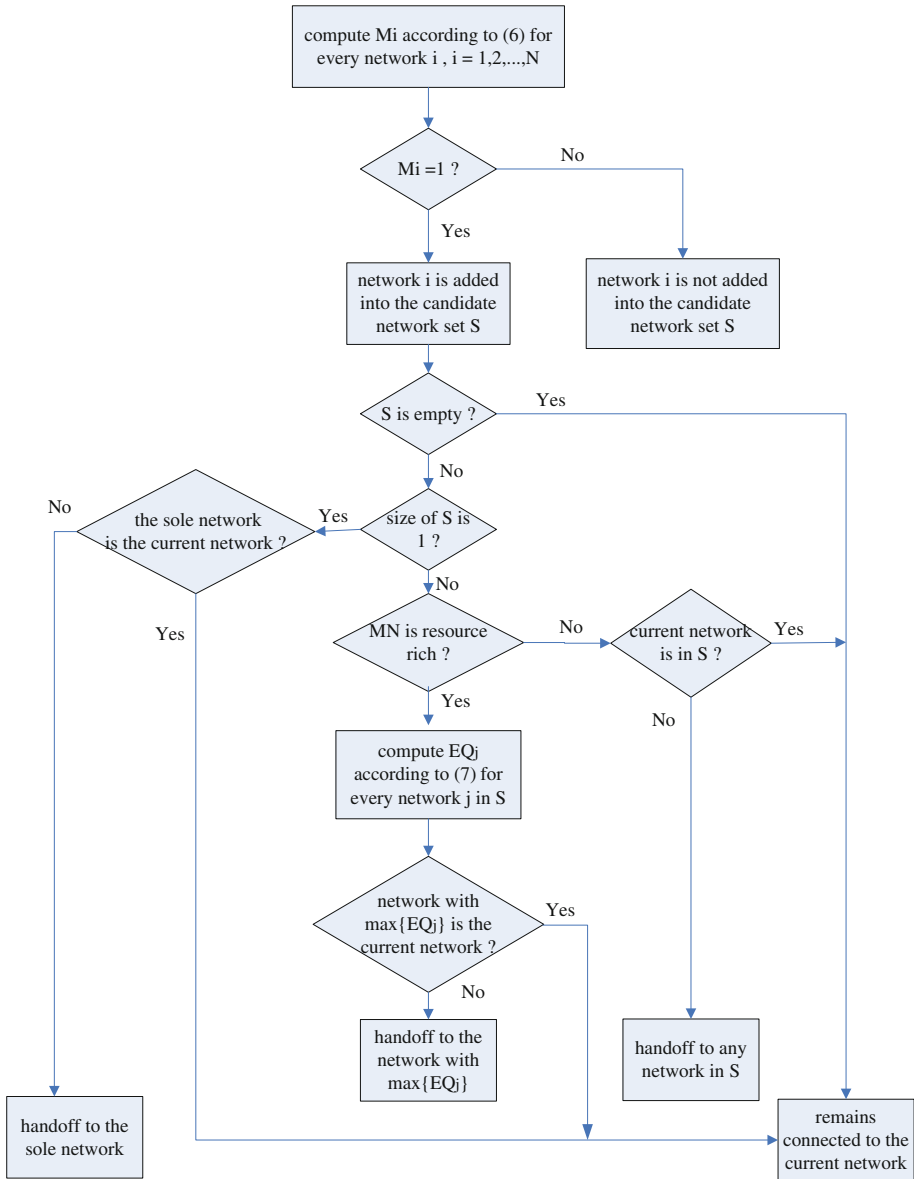 compute Mi according to (6) for
every network i , i = 1,2,...,N
Mi =1 ?
No
Yes
network i is added
into the candidate
network set S
network i is not added
into the candidate
network set S
S is empty ?
Yes
No
size of S is
1 ?
Yes
the sole network
is the current network ?
No
Yes
No
MN is resource
rich ?
No
current network
is in S ?
Yes
No
Yes
compute EQj
according to (7) for
every network j in S
network with
max{EQj} is the
current network ?
Yes
No
handoff to the
network with
max{EQj}
handoff to any
network in S
handoff to the
sole network
remains
connected to the
current network